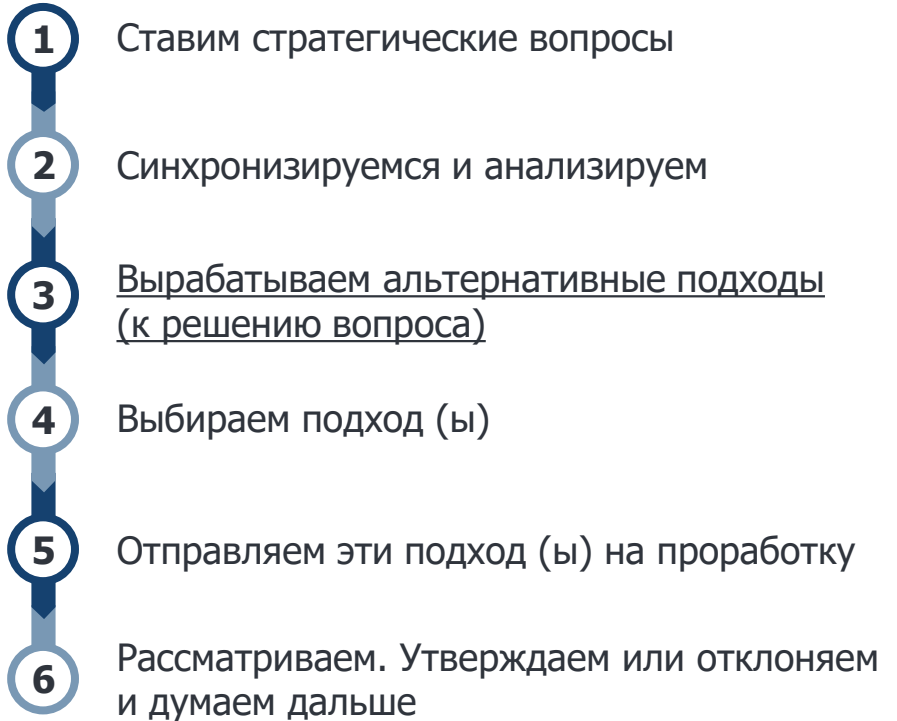 1 Ставим стратегические вопросы
2 Синхронизируемся и анализируем
3 Вырабатываем альтернативные подходы
(к решению вопроса)
4 Выбираем подход (ы)
5 Отправляем эти подход (ы) на проработку
6 Рассматриваем. Утверждаем или отклоняем
и думаем дальше